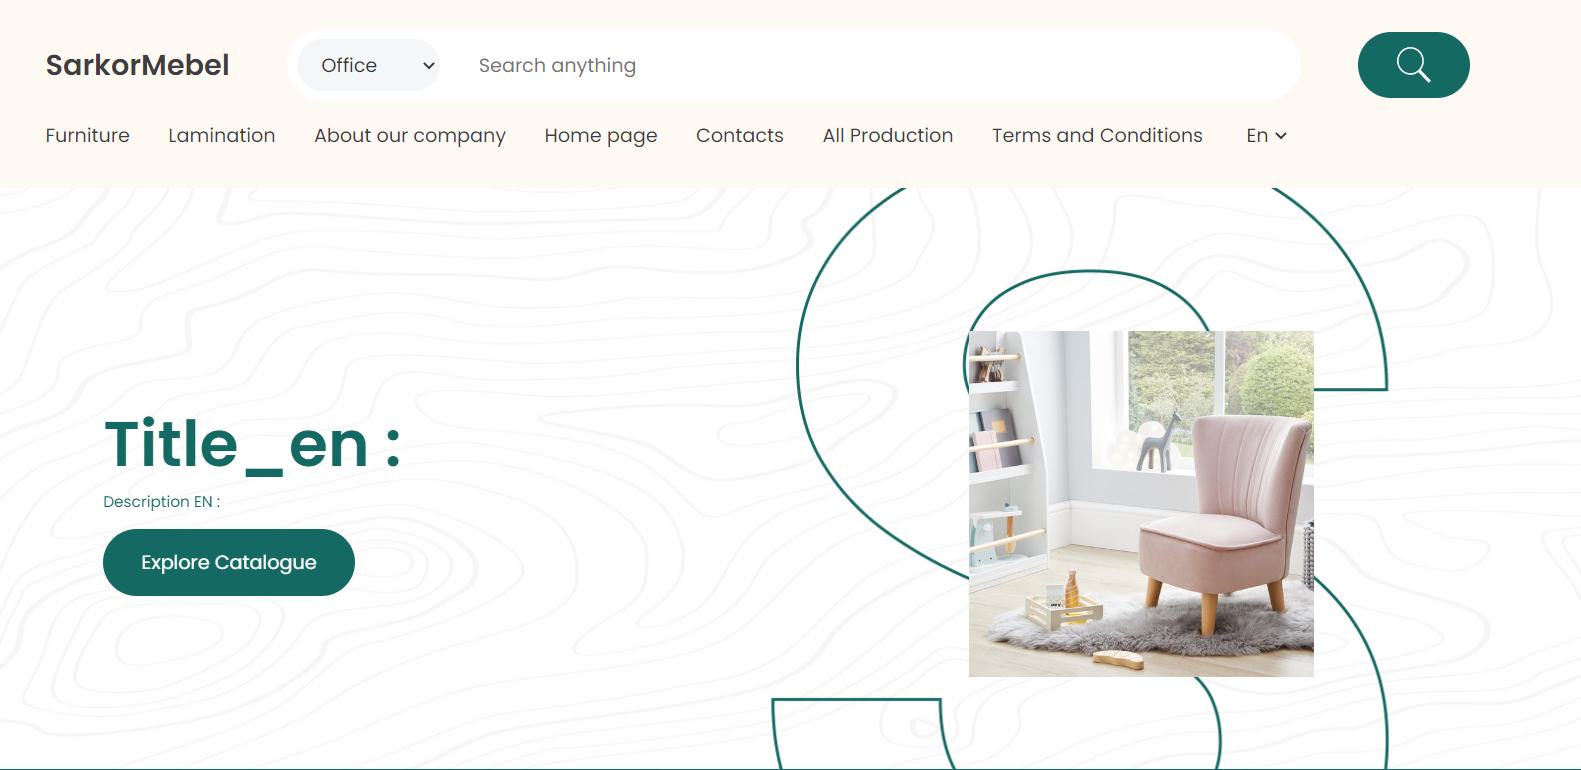 SarkorMebel
Office
Search anything
Furniture Lamination About our company Home page Contacts All Production Terms and Conditions En
Title_en :
Description EN :
Explore Catalogue